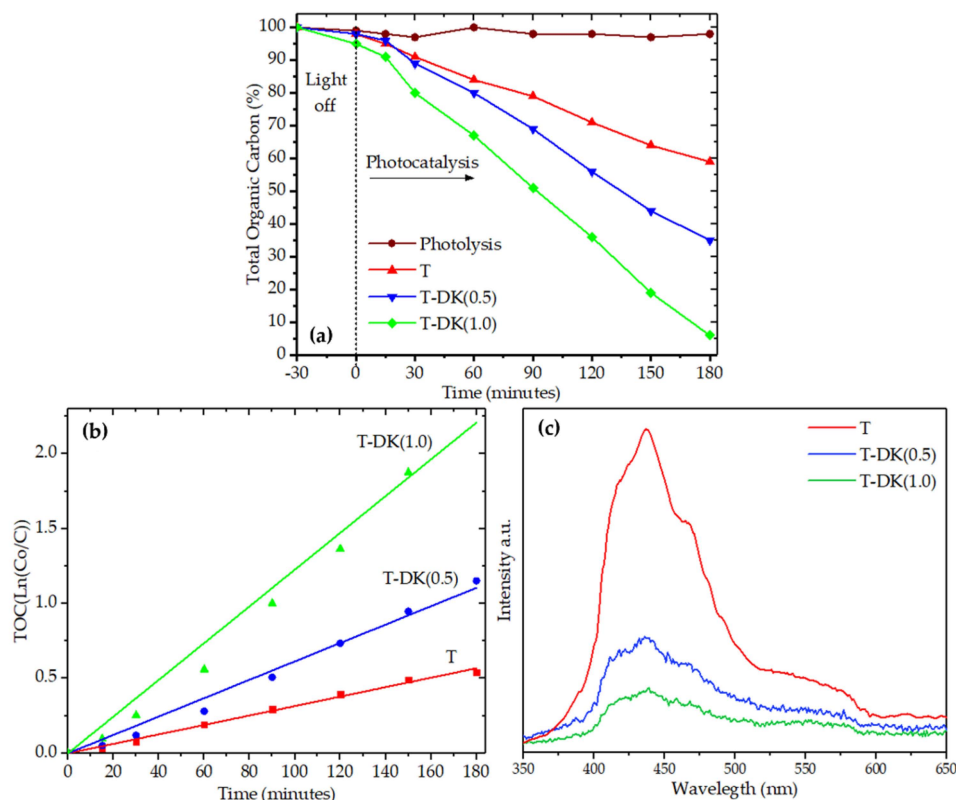 100
90
80
70
60
50
40
30
20
10
0
Total Organic Carbon (%)
Light
off
Photocatalysis
Photolysis
T
T-DK(0.5)
T-DK(1.0)
(a)
-30 0 30 60 90 120 150 180
Time (minutes)
(b)
2.0
1.5
1.0
0.5
0.0
TOC(Ln(Co/C))
T-DK(1.0)
T-DK(0.5)
T
0 20 40 60 80 100 120 140 160 180
Time (minutes)
(c)
T
T-DK(0.5)
T-DK(1.0)
Intensity a.u.
350 400 450 500 550 600 650
Wavelegth (nm)